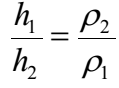 h₁/h₂ = ρ₂/ρ₁